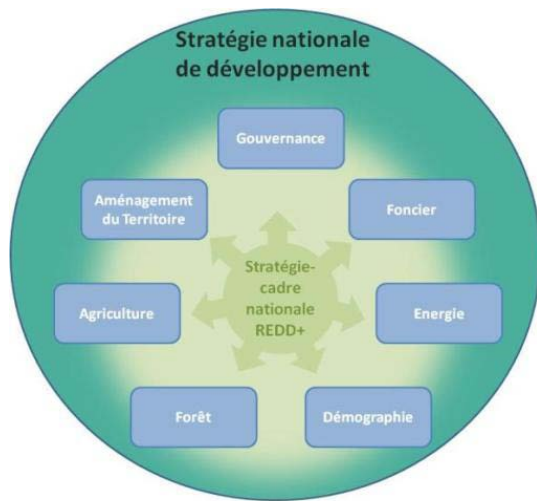 Stratégie nationale
de développement
Gouvernance
Aménagement
du Territoire
Foncier
Stratégie-
cadre
nationale
REDD+
Agriculture
Energie
Forêt
Démographie